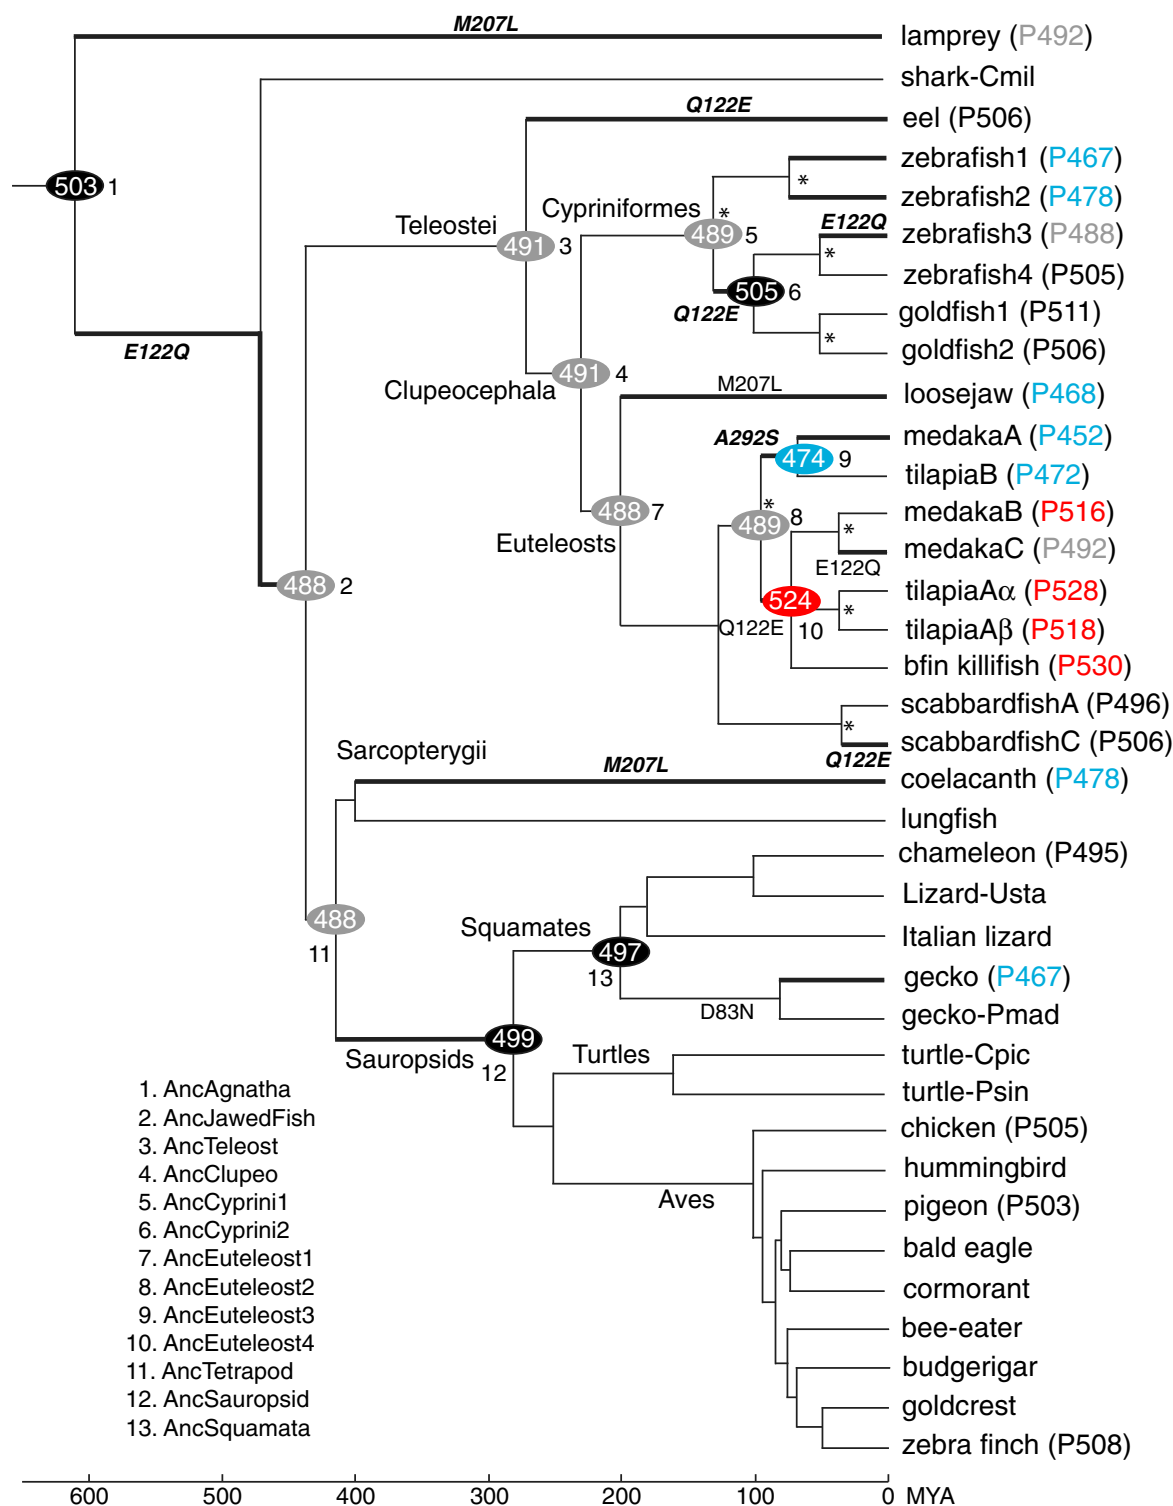 M207L
lamprey (P492)
shark-Cmil
Q122E
eel (P506)
zebrafish1 (P467)
*
503 1
zebrafish2 (P478)
Teleostei
Cypriniformes *
E122Q
491 3
489 5
zebrafish3 (P488)
*
zebrafish4 (P505)
505 6
Q122E
goldfish1 (P511)
*
E122Q
goldfish2 (P506)
491 4
Clupeocephala
M207L
loosejaw (P468)
A292S
medakaA (P452)
474 9
tilapiaB (P472)
*
488 7
medakaB (P516)
489 8
*
Euteleosts
medakaC (P492)
E122Q
488 2
tilapiaAα (P528)
524
*
Q122E 10
tilapiaAβ (P518)
bfin killifish (P530)
scabbardfishA (P496)
*
Sarcopterygii
scabbardfishC (P506)
Q122E
M207L
coelacanth (P478)
lungfish
chameleon (P495)
Lizard-Usta
488
11
Squamates
Italian lizard
497
13
gecko (P467)
D83N
gecko-Pmad
499
Sauropsids 12
Turtles
turtle-Cpic
turtle-Psin
chicken (P505)
hummingbird
Aves
pigeon (P503)
bald eagle
cormorant
bee-eater
budgerigar
goldcrest
zebra finch (P508)
1. AncAgnatha
2. AncJawedFish
3. AncTeleost
4. AncClupeo
5. AncCyprini1
6. AncCyprini2
7. AncEuteleost1
8. AncEuteleost2
9. AncEuteleost3
10. AncEuteleost4
11. AncTetrapod
12. AncSauropsid
13. AncSquamata
600 500 400 300 200 100 0 MYA